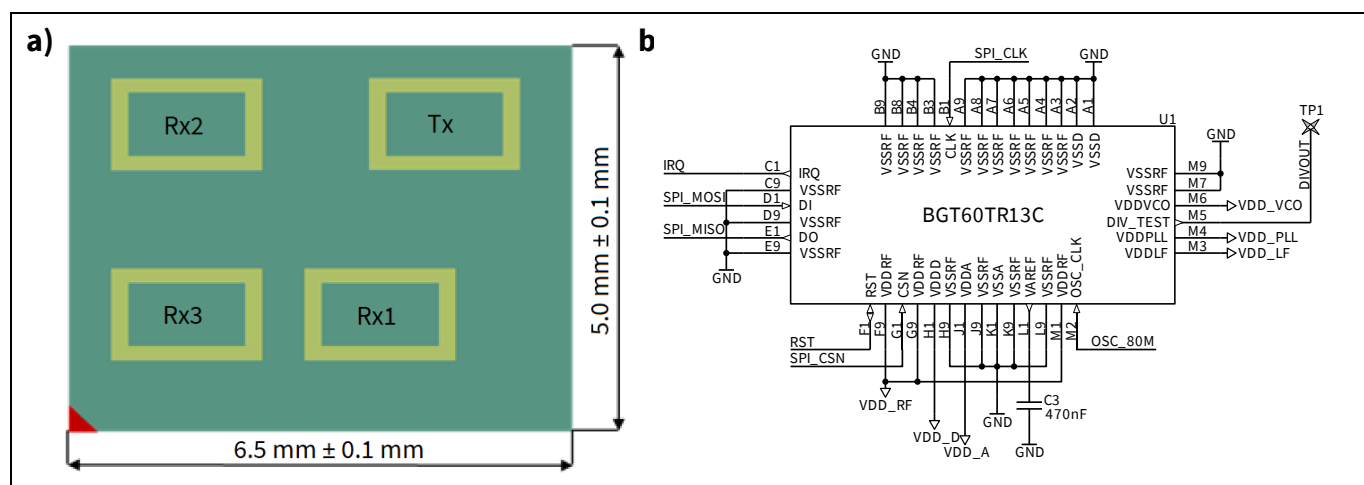 a)
Rx2
Tx
Rx3
Rx1
5.0 mm ± 0.1 mm
6.5 mm ± 0.1 mm
b
GND
SPI_CLK
GND
B9
B8
B4
B3
B1
A9
A8
A7
A6
A5
A4
A3
A2
A1
VSSRF
VSSRF
VSSRF
VSSRF
CLK
VSSRF
VSSRF
VSSRF
VSSRF
VSSRF
VSSRF
VSSRF
VSSD
VSSD
U1
TP1
GND
DIVOUT
IRQ
C1
IRQ
C9
VSSRF
SPI_MOSI
D1
DI
D9
VSSRF
SPI_MISO
E1
DO
E9
VSSRF
GND
BGT60TR13C
VSSRF
M9
VSSRF
M7
VDDVCO
M6
VDD_VCO
DIV_TEST
M5
VDDPLL
M4
VDD_PLL
VDDLF
M3
VDD_LF
RST
VDDRF
CSN
VDDRF
VDDD
VSSRF
VDDA
VSSRF
VSSA
VSSRF
VAREF
VSSRF
VDDRF
OSC_CLK
F1
F9
G1
G9
H1
H9
J1
J9
K1
K9
L1
L9
M1
M2
RST
SPI_CSN
OSC_80M
VDD_RF
VDD_D
VDD_A
GND
C3
470nF
GND